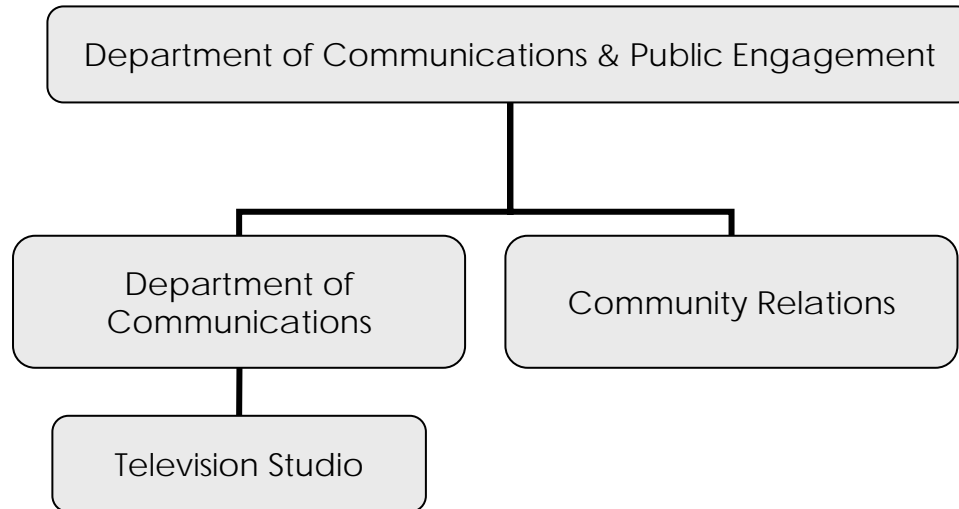 Department of Communications & Public Engagement
Department of
Communications
Community Relations
Television Studio